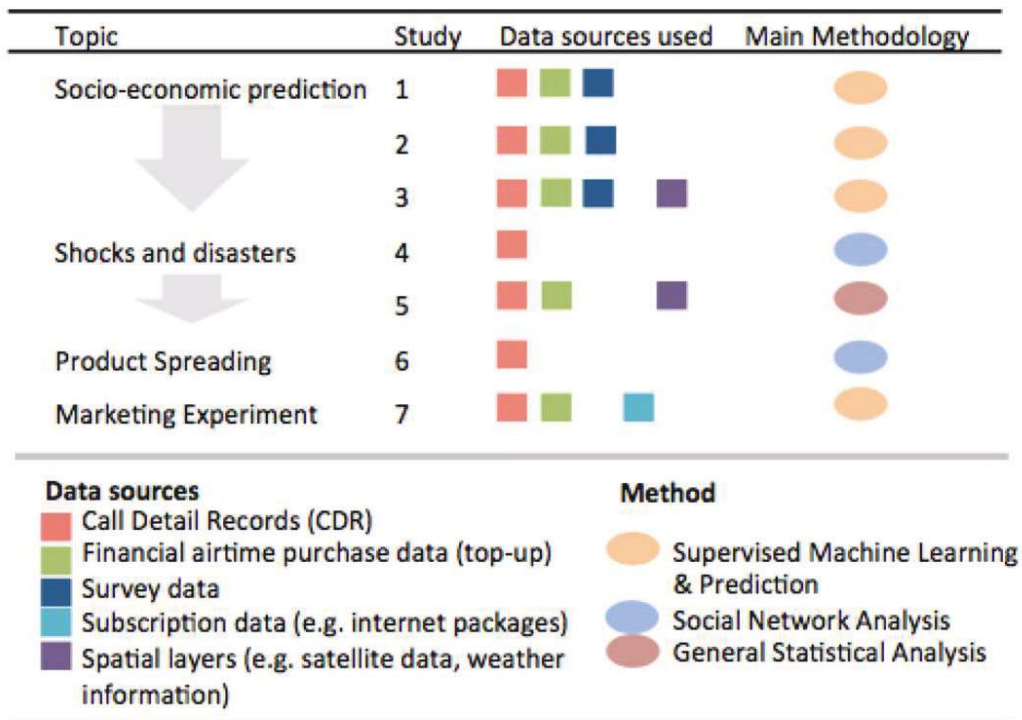 Topic Study Data sources used Main Methodology
Socio-economic prediction 1
2
3
Shocks and disasters 4
5
Product Spreading 6
Marketing Experiment 7
Data sources
Call Detail Records (CDR)
Financial airtime purchase data (top-up)
Survey data
Subscription data (e.g. internet packages)
Spatial layers (e.g. satellite data, weather
information)
Method
Supervised Machine Learning
& Prediction
Social Network Analysis
General Statistical Analysis